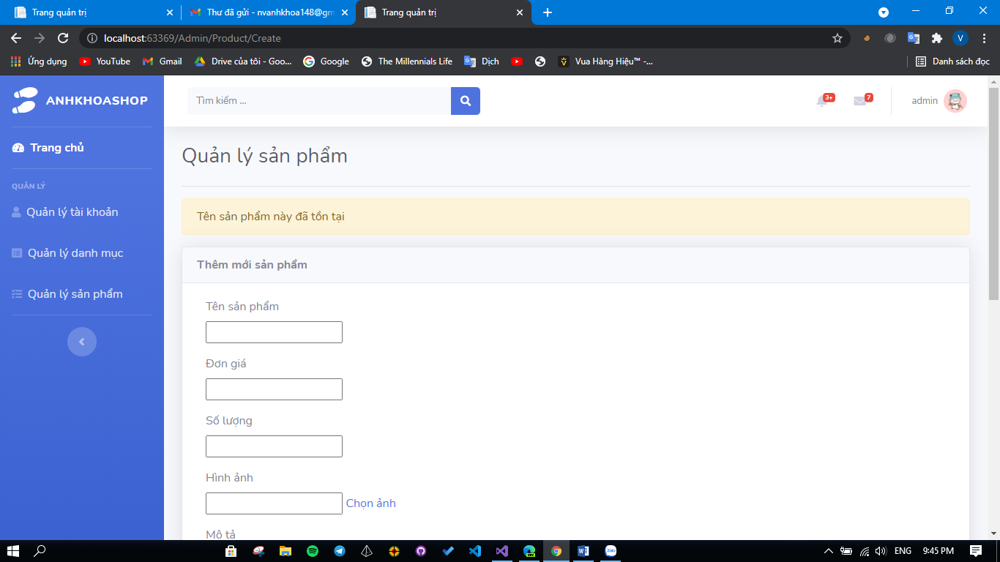 Trang quản trị
Thư đã gửi - nvanhkhoa148@gm
Trang quản trị
localhost:63369/Admin/Product/Create
V
Ứng dụng
YouTube
Gmail
Drive của tôi - Goo...
Google
The Millennials Life
Dịch
Vua Hàng Hiệu™ -...
Danh sách đọc
ANHKHOASHOP
Tìm kiếm ...
3+
7
admin
Trang chủ
QUẢN LÝ
Quản lý tài khoản
Quản lý danh mục
Quản lý sản phẩm
Quản lý sản phẩm
Tên sản phẩm này đã tồn tại
Thêm mới sản phẩm
Tên sản phẩm
Đơn giá
Số lượng
Hình ảnh
Chọn ảnh
Mô tả
ENG
9:45 PM